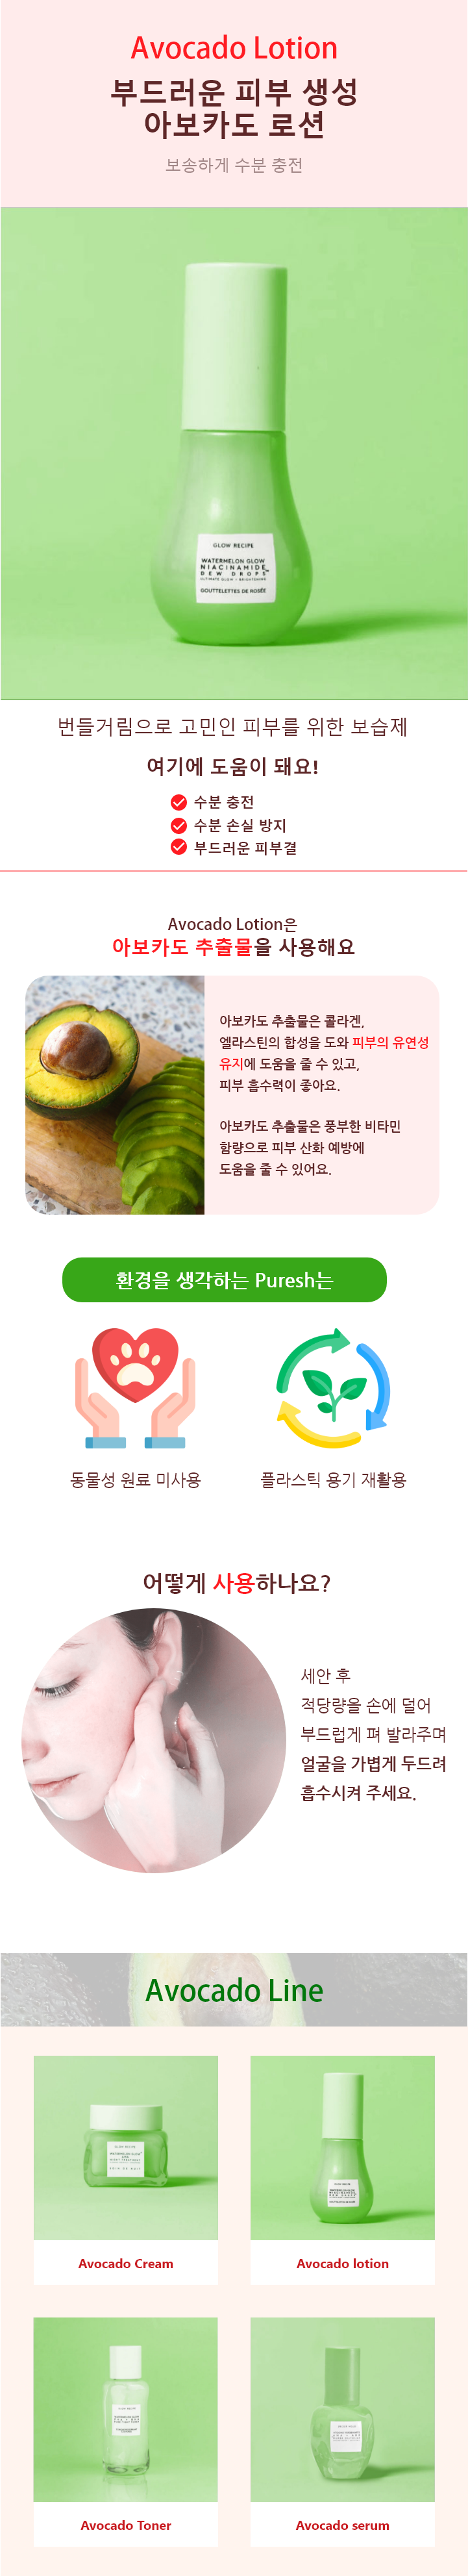 Avocado Lotion
부드러운 피부 생성
아보카도 로션
보송하게 수분 충전
GLOW RECIPE
WATERMELON GLOW
NIACINAMIDE
DEW DROPS
ULTIMATE GLOW + BRIGHTENING
GOUTTELETTES DE ROSÉE
번들거림으로 고민인 피부를 위한 보습제
여기에 도움이 돼요!
수분 충전
수분 손실 방지
부드러운 피부결
Avocado Lotion은
아보카도 추출물을 사용해요
아보카도 추출물은 콜라겐,
엘라스틴의 합성을 도와 피부의 유연성
유지에 도움을 줄 수 있고,
피부 흡수력이 좋아요.
아보카도 추출물은 풍부한 비타민
함량으로 피부 산화 예방에
도움을 줄 수 있어요.
환경을 생각하는 Puresh는
동물성 원료 미사용
플라스틱 용기 재활용
어떻게 사용하나요?
세안 후
적당량을 손에 덜어
부드럽게 펴 발라주며
얼굴을 가볍게 두드려
흡수시켜 주세요.
Avocado Line
Avocado Cream
Avocado lotion
Avocado Toner
Avocado serum